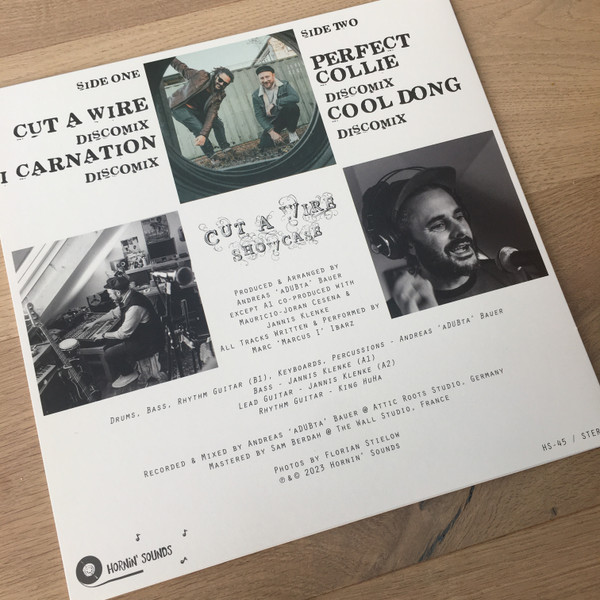 SIDE ONE
CUT A WIRE
DISCOMIX
I CARNATION
DISCOMIX
SIDE TWO
PERFECT
COLLIE
DISCOMIX
COOL DONG
DISCOMIX
CUT A WIRE
SHOWCASE
PRODUCED & ARRANGED BY
ANDREAS 'ADUBTA' BAUER
EXCEPT A1 CO-PRODUCED WITH
MAURICIO-JORAN CESENA &
JANNIS KLENKE
ALL TRACKS WRITTEN & PERFORMED BY
MARC 'MARCUS I' IBARZ
DRUMS, BASS, RHYTHM GUITAR (B1), KEYBOARDS, PERCUSSIONS - ANDREAS 'ADUBTA' BAUER
BASS - JANNIS KLENKE (A1)
LEAD GUITAR - JANNIS KLENKE (A2)
RHYTHM GUITAR - KING HUHA
RECORDED & MIXED BY ANDREAS 'ADUBTA' BAUER @ ATTIC ROOTS STUDIO, GERMANY
MASTERED BY SAM BERDAH @ THE WALL STUDIO, FRANCE
PHOTOS BY FLORIAN STIELOW
℗&© 2023 HORNIN' SOUNDS
HS-45 / STER
HORNIN' SOUNDS